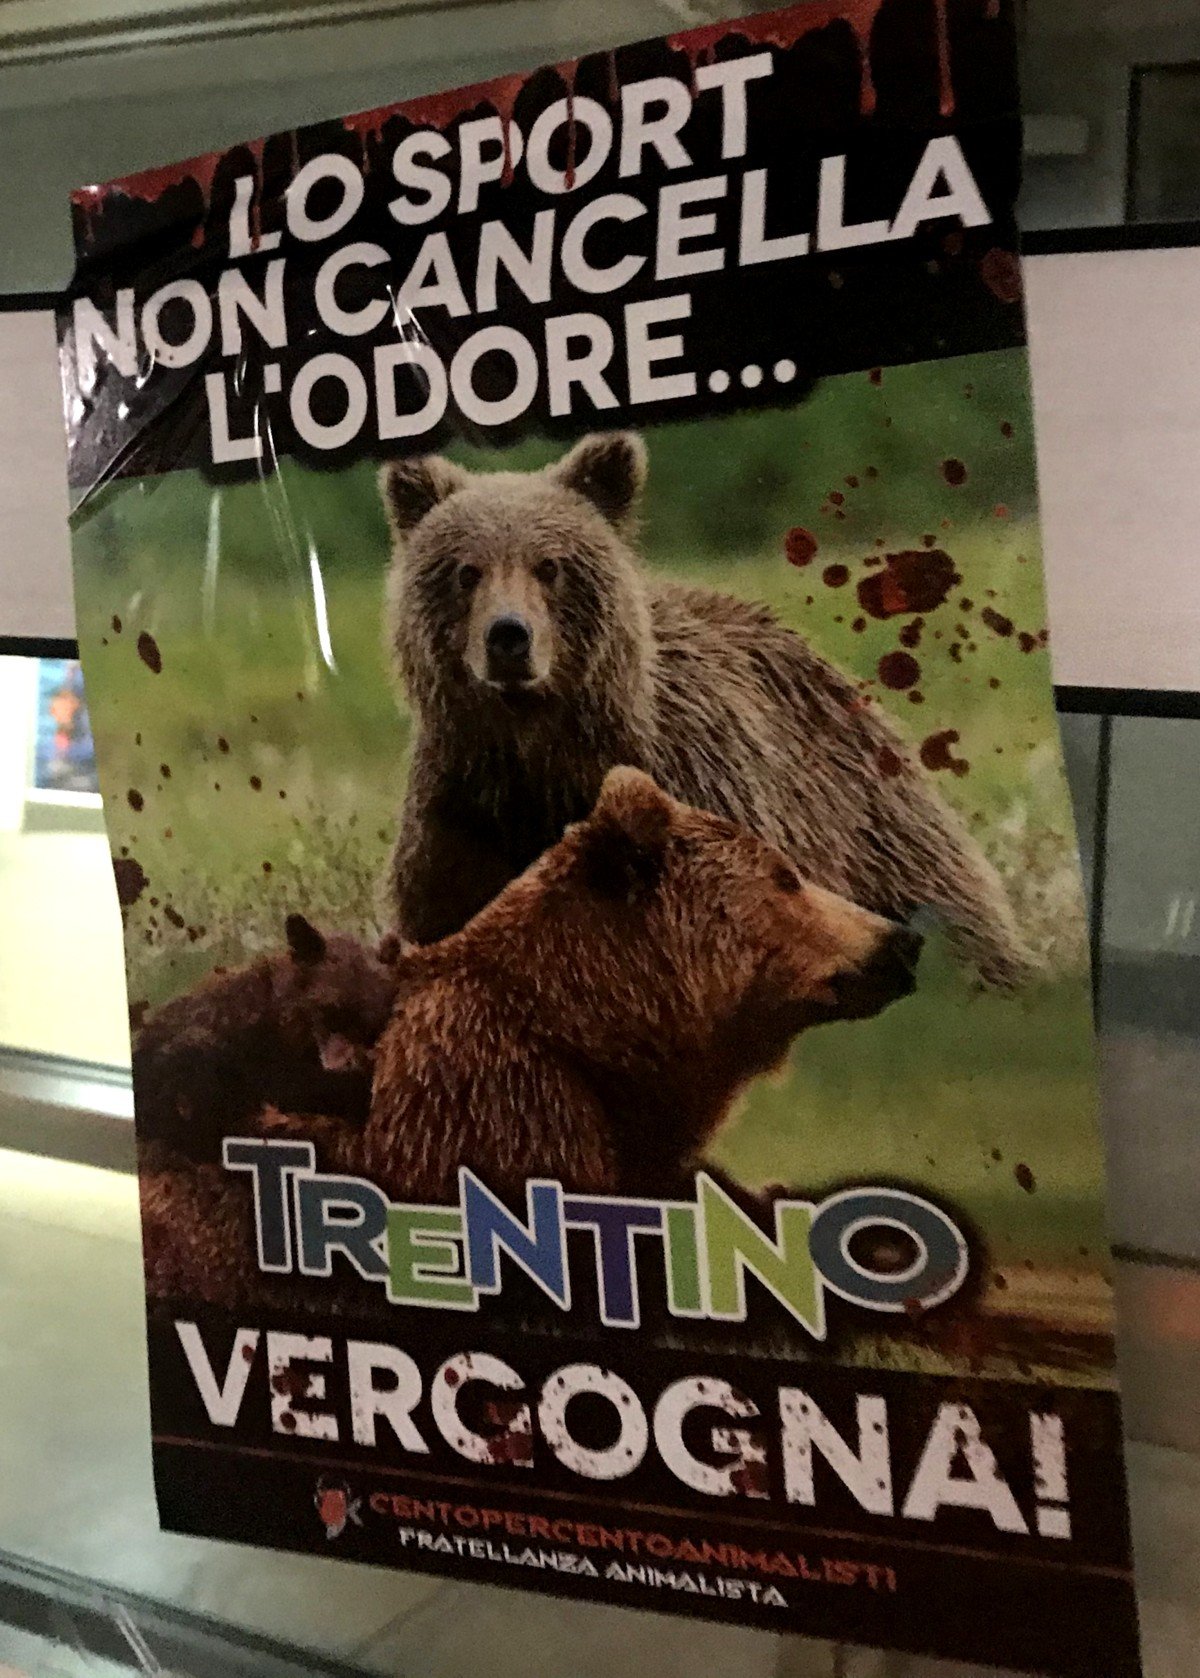 LO SPORT
NON CANCELLA
L'ODORE...
TRENTINO
VERGOGNA!
CENTOPERCENTOANIMALISTI
FRATELLANZA ANIMALISTA